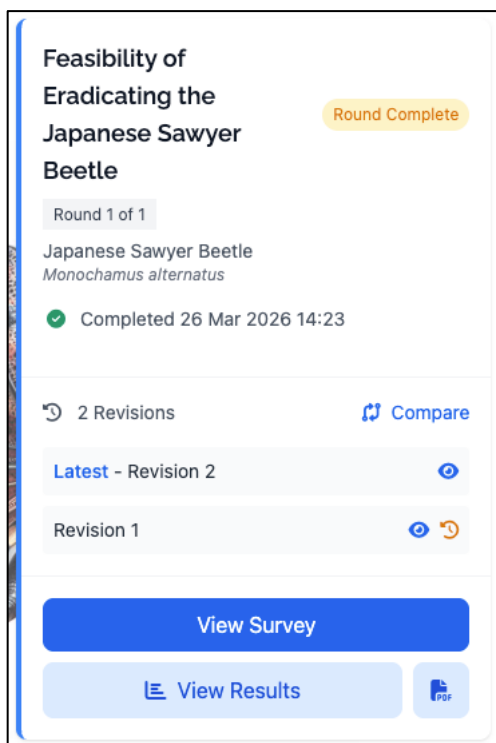 Feasibility of
Eradicating the
Japanese Sawyer
Beetle
Round Complete
Round 1 of 1
Japanese Sawyer Beetle
Monochamus alternatus
Completed 26 Mar 2026 14:23
2 Revisions
Compare
Latest - Revision 2
Revision 1
View Survey
View Results
PDF